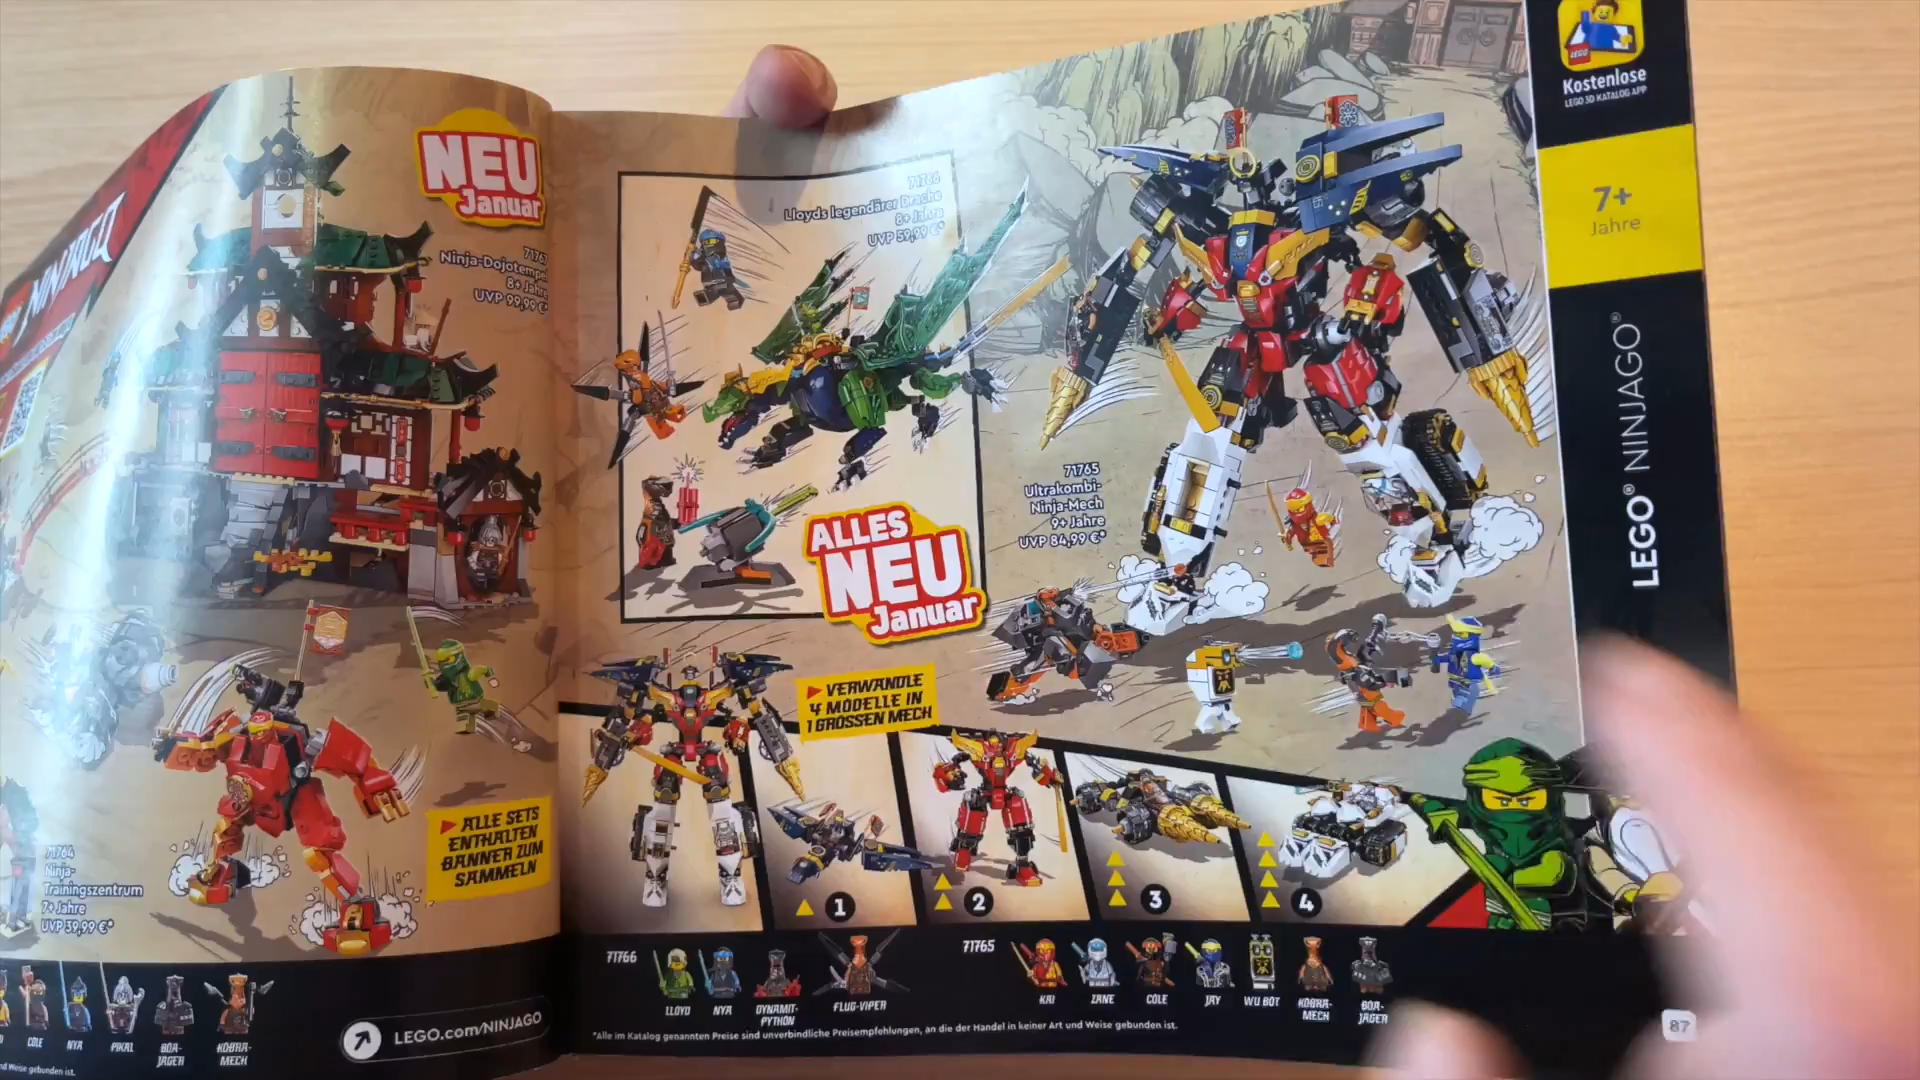 NINJAGO
NEU
Januar
Ninja-Dojotempel
8+ Jahre
UVP 99,99 €*
71764
Ninja-
Trainingszentrum
7+ Jahre
UVP 39,99 €*
▶ ALLE SETS
ENTHALTEN
BANNER ZUM
SAMMELN
COLE
NYA
PIXAL
BOA-
JÄGER
KOBRA-
MECH
LEGO.com/NINJAGO
71766
Lloyds legendärer Drache
8+ Jahre
UVP 59,99 €*
ALLES
NEU
Januar
71765
Ultrakombi-
Ninja-Mech
9+ Jahre
UVP 84,99 €*
▶ VERWANDLE
4 MODELLE IN
1 GROSSEN MECH
1
2
3
4
71766
LLOYD
NYA
DYNAMIT-
PYTHON
FLUG-VIPER
71765
KAI
ZANE
COLE
JAY
WU BOT
KOBRA-
MECH
BOA-
JÄGER
*Alle im Katalog genannten Preise sind unverbindliche Preisempfehlungen, an die der Handel in keiner Art und Weise gebunden ist.
LEGO
Kostenlose
LEGO 3D KATALOG APP
7+
Jahre
LEGO® NINJAGO®
87